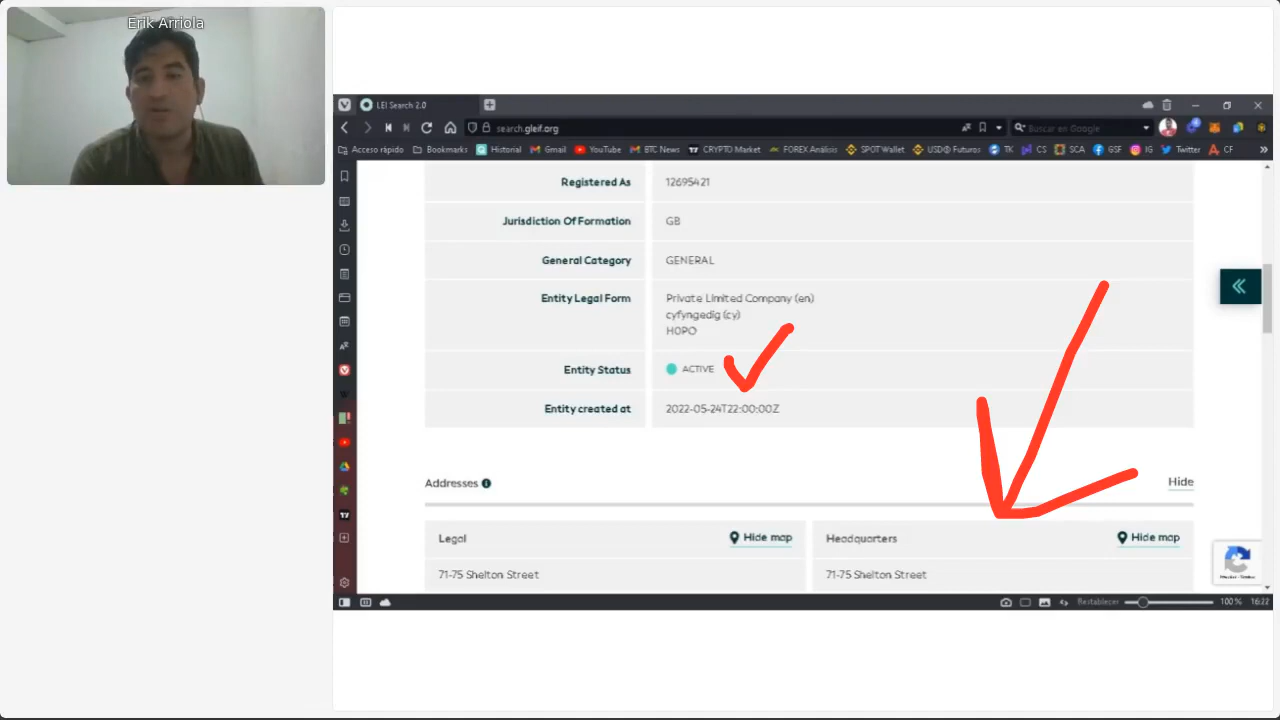 Erik Arriola
LEI Search 2.0
search.gleif.org
Buscar en Google
Acceso rápido Bookmarks Historial Gmail YouTube BTC News CRYPTO Market FOREX Análisis SPOT Wallet USD® Futuros TK CS SCA GSF IG Twitter CF
Registered As 12695421
Jurisdiction Of Formation GB
General Category GENERAL
Entity Legal Form Private Limited Company (en)
cyfyngedig (cy)
H0PO
Entity Status ACTIVE
Entity created at 2022-05-24T22:00:00Z
Addresses Hide
Legal Hide map Headquarters Hide map
71-75 Shelton Street 71-75 Shelton Street
Restablecer 100 % 16:22